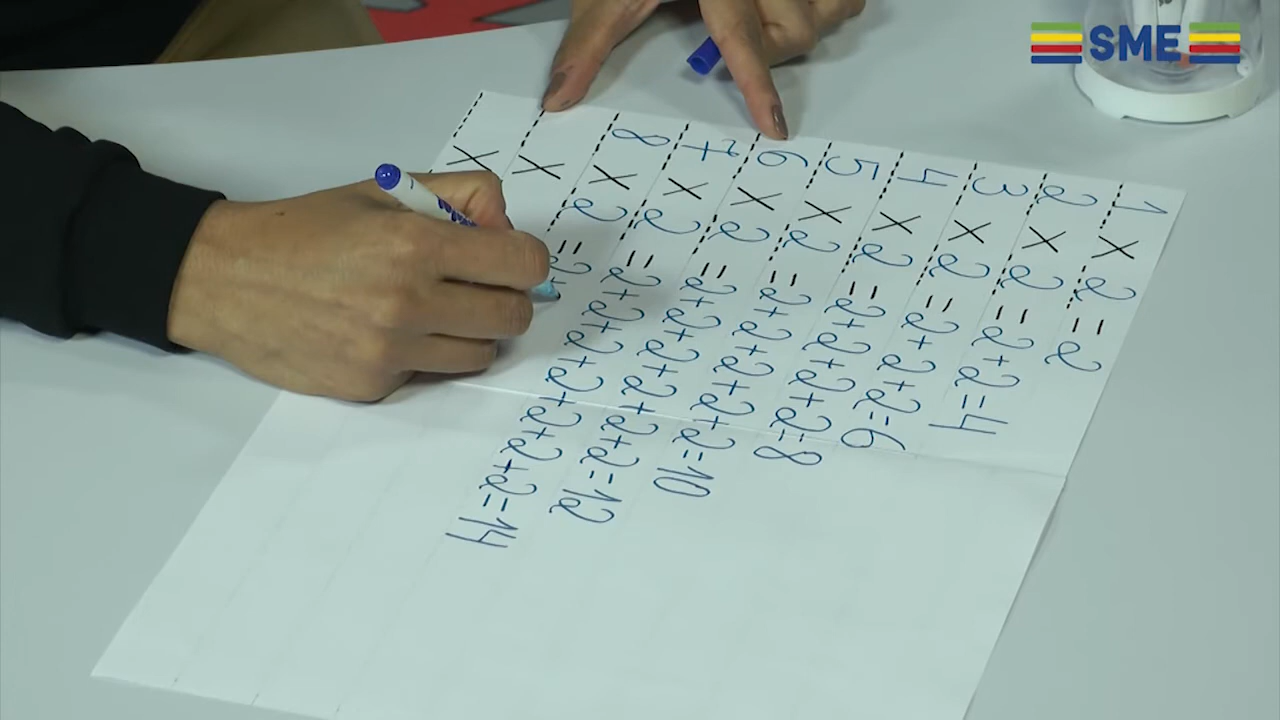 SME
1 X 2 = 2
2 X 2 = 2+2=4
3 X 2 = 2+2+2=6
4 X 2 = 2+2+2+2=8
5 X 2 = 2+2+2+2+2=10
6 X 2 = 2+2+2+2+2+2=12
7 X 2 = 2+2+2+2+2+2+2=14
8 X 2 = 2
X
X